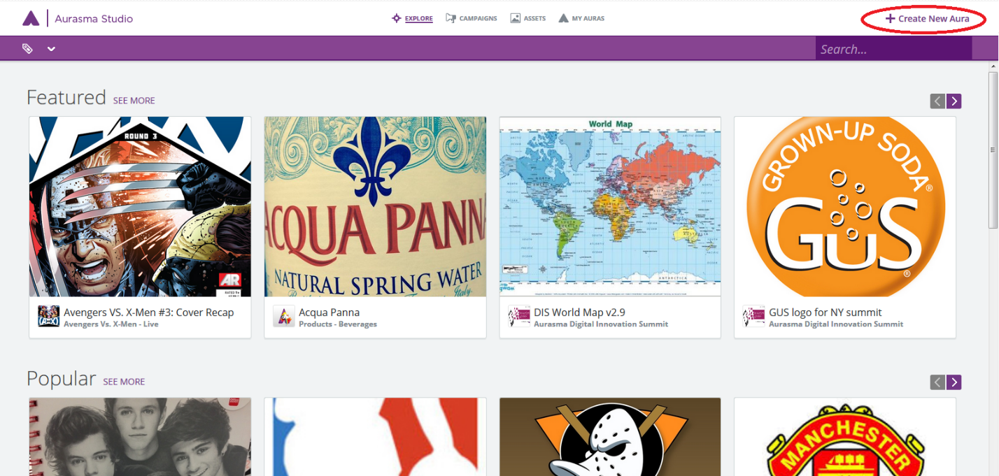 Aurasma Studio
EXPLORE
CAMPAIGNS
ASSETS
MY AURAS
+ Create New Aura
Search...
Featured SEE MORE
ROUND 3
AR
ACQUA PANNA
NATURAL SPRING WATER
Italy.
World Map
ANTARCTICA
GROWN-UP SODA®
GuS
®
Avengers VS. X-Men #3: Cover Recap
Avengers Vs. X-Men - Live
Acqua Panna
Products - Beverages
DIS World Map v2.9
Aurasma Digital Innovation Summit
GUS logo for NY summit
Aurasma Digital Innovation Summit
Popular SEE MORE
MANCHESTER